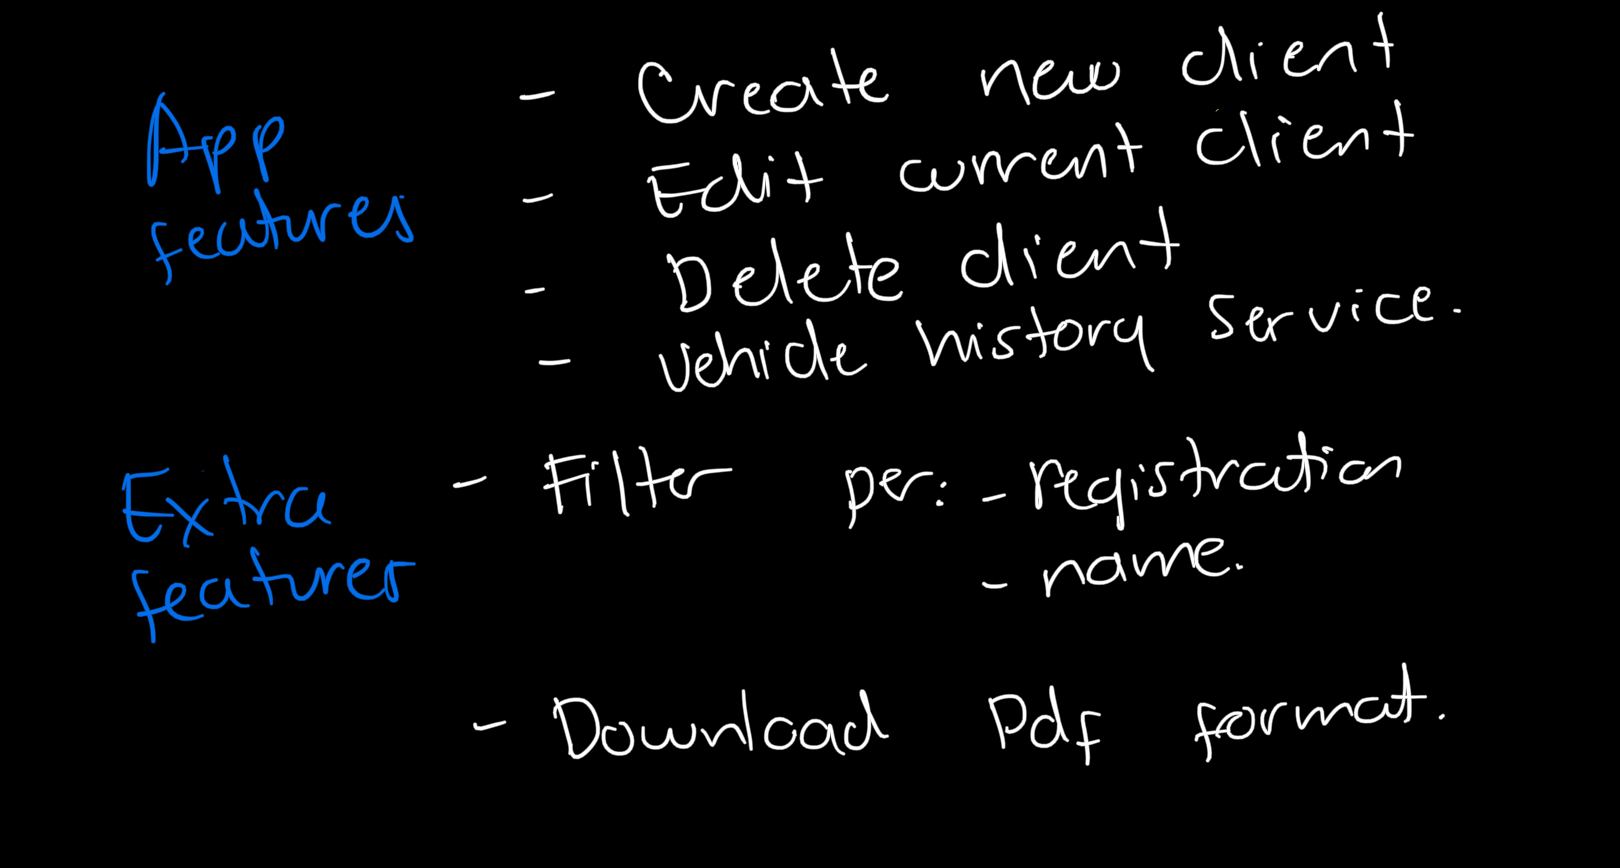 App features
- Create new client
- Edit current client
- Delete client
- vehicle history service.
Extra features
- Filter per: - registration
- name.
- Download Pdf format.